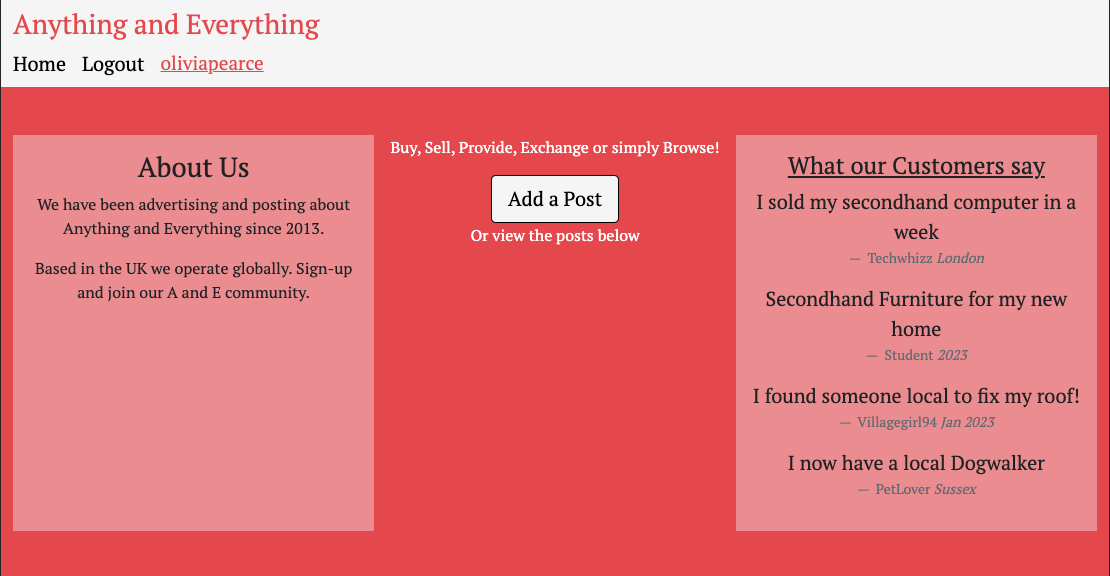 Anything and Everything
Home Logout oliviapearce
About Us
We have been advertising and posting about
Anything and Everything since 2013.
Based in the UK we operate globally. Sign-up
and join our A and E community.
Buy, Sell, Provide, Exchange or simply Browse!
Add a Post
Or view the posts below
What our Customers say
I sold my secondhand computer in a
week
— Techwhizz London
Secondhand Furniture for my new
home
— Student 2023
I found someone local to fix my roof!
— Villagegirl94 Jan 2023
I now have a local Dogwalker
— PetLover Sussex